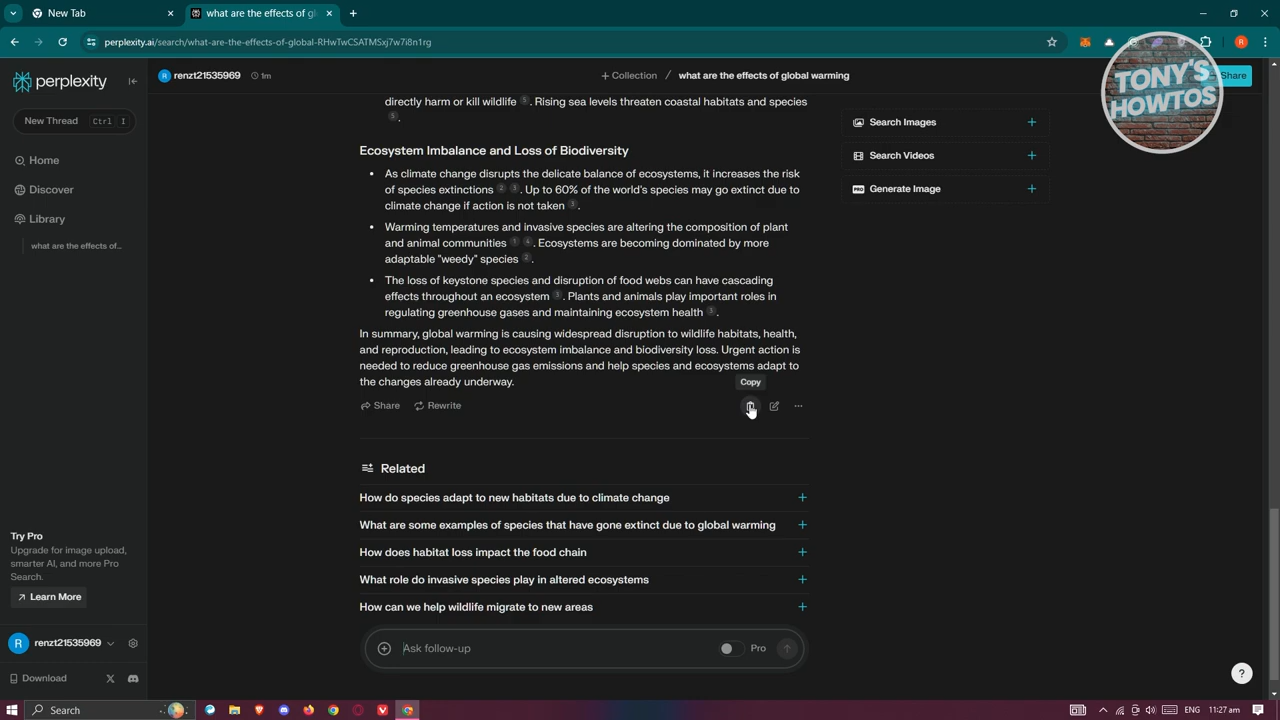 New Tab
what are the effects of gl
perplexity.ai/search/what-are-the-effects-of-global-RHwTwCSATMSxj7w7i8n1rg
R
perplexity
New Thread
Ctrl I
Home
Discover
Library
what are the effects of...
Try Pro
Upgrade for image upload,
smarter AI, and more Pro
Search.
Learn More
R renzt21535969
Download
R renzt21535969
1m
Collection / what are the effects of global warming
Share
TONY'S
HOWTOS
directly harm or kill wildlife 5. Rising sea levels threaten coastal habitats and species
5.
Ecosystem Imbalance and Loss of Biodiversity
• As climate change disrupts the delicate balance of ecosystems, it increases the risk
of species extinctions 2 3. Up to 60% of the world's species may go extinct due to
climate change if action is not taken 3.
• Warming temperatures and invasive species are altering the composition of plant
and animal communities 1 4. Ecosystems are becoming dominated by more
adaptable "weedy" species 2.
• The loss of keystone species and disruption of food webs can have cascading
effects throughout an ecosystem 3. Plants and animals play important roles in
regulating greenhouse gases and maintaining ecosystem health 3.
In summary, global warming is causing widespread disruption to wildlife habitats, health,
and reproduction, leading to ecosystem imbalance and biodiversity loss. Urgent action is
needed to reduce greenhouse gas emissions and help species and ecosystems adapt to
the changes already underway.
Copy
Share
Rewrite
Related
How do species adapt to new habitats due to climate change
What are some examples of species that have gone extinct due to global warming
How does habitat loss impact the food chain
What role do invasive species play in altered ecosystems
How can we help wildlife migrate to new areas
Ask follow-up
Pro
Search Images
Search Videos
PRO Generate Image
?
Search
ENG
11:27 am